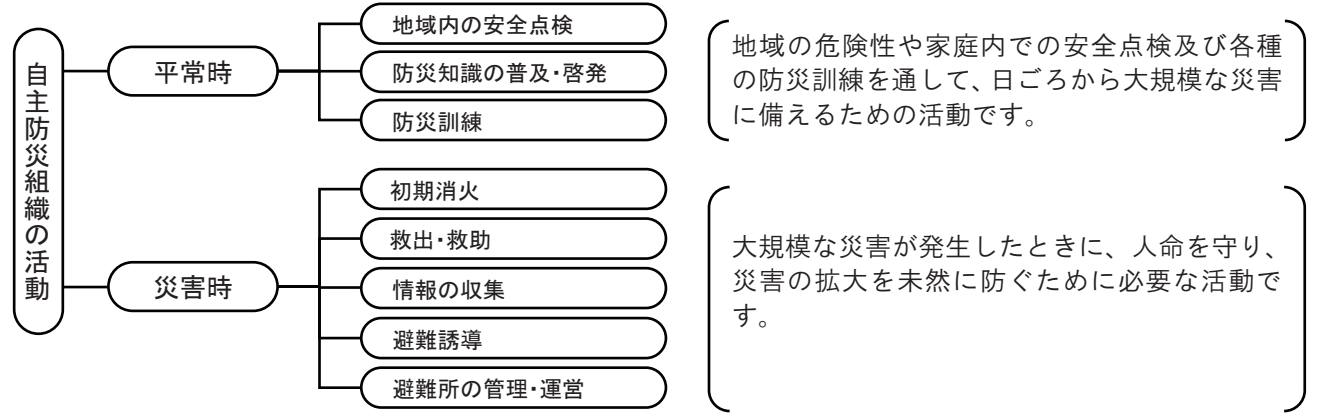 自主防災組織の活動
平常時
地域内の安全点検
防災知識の普及・啓発
防災訓練
地域の危険性や家庭内での安全点検及び各種
の防災訓練を通して、日ごろから大規模な災害
に備えるための活動です。
災害時
初期消火
救出・救助
情報の収集
避難誘導
避難所の管理・運営
大規模な災害が発生したときに、人命を守り、
災害の拡大を未然に防ぐために必要な活動で
す。